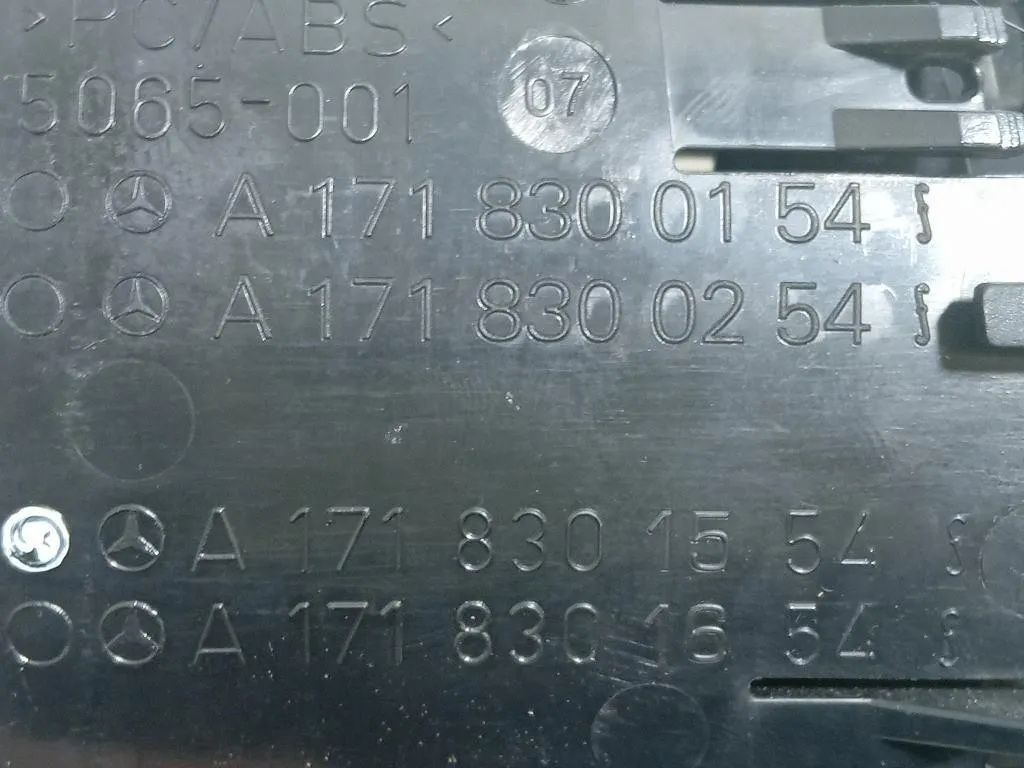 >PC/ABS<
5065-001
07
A 171 830 01 54
A 171 830 02 54
A 171 830 15 54
A 171 830 16 54